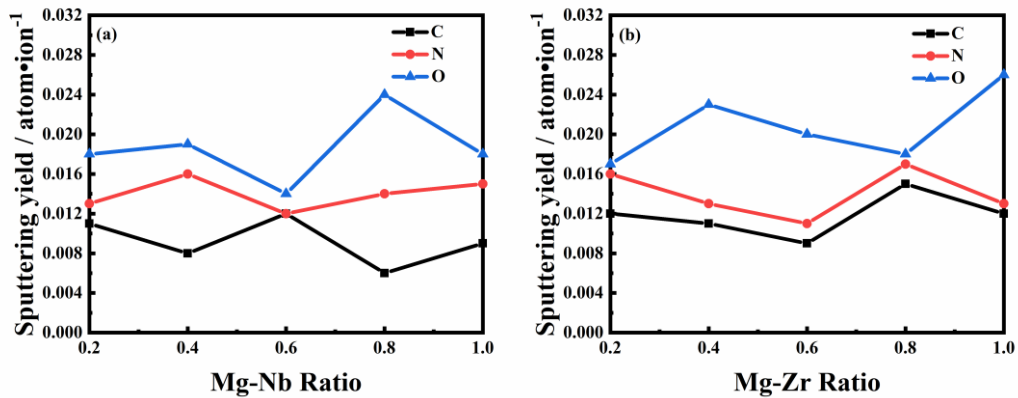 (a)
C
N
O
Sputtering yield / atom•ion⁻¹
0.032
0.028
0.024
0.020
0.016
0.012
0.008
0.004
0.000
0.2 0.4 0.6 0.8 1.0
Mg-Nb Ratio
(b)
C
N
O
Sputtering yield / atom•ion⁻¹
0.032
0.028
0.024
0.020
0.016
0.012
0.008
0.004
0.000
0.2 0.4 0.6 0.8 1.0
Mg-Zr Ratio